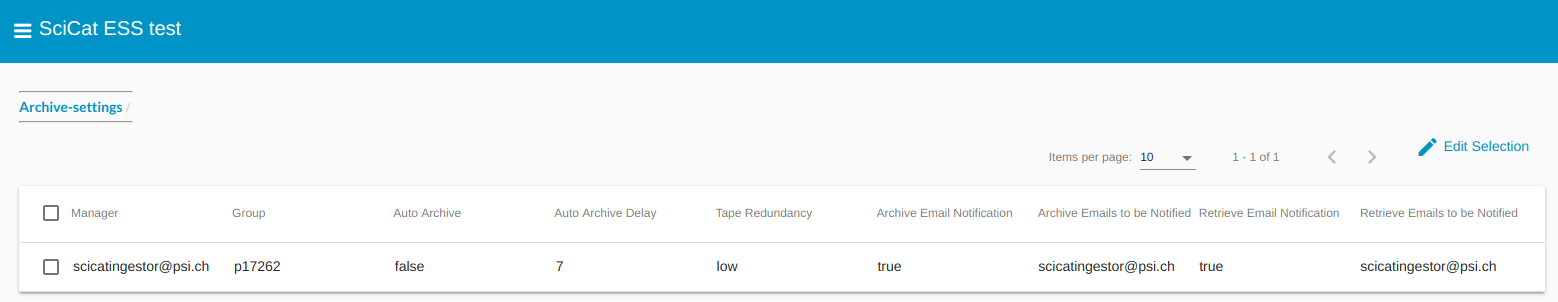 SciCat ESS test
Archive-settings /
Items per page: 10 1 - 1 of 1 Edit Selection
Manager Group Auto Archive Auto Archive Delay Tape Redundancy Archive Email Notification Archive Emails to be Notified Retrieve Email Notification Retrieve Emails to be Notified
scicatingestor@psi.ch p17262 false 7 low true scicatingestor@psi.ch true scicatingestor@psi.ch